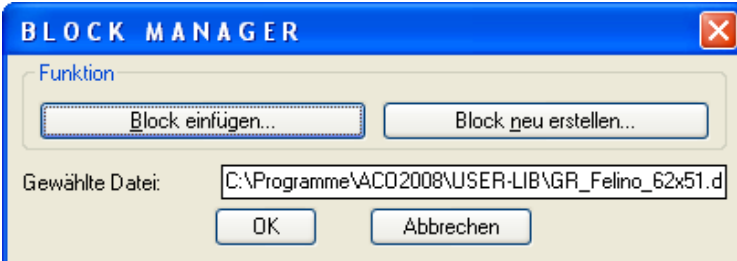 BLOCK MANAGER
Funktion
Block einfügen... Block neu erstellen...
Gewählte Datei: C:\Programme\ACO2008\USER-LIB\GR_Felino_62x51.d
OK Abbrechen